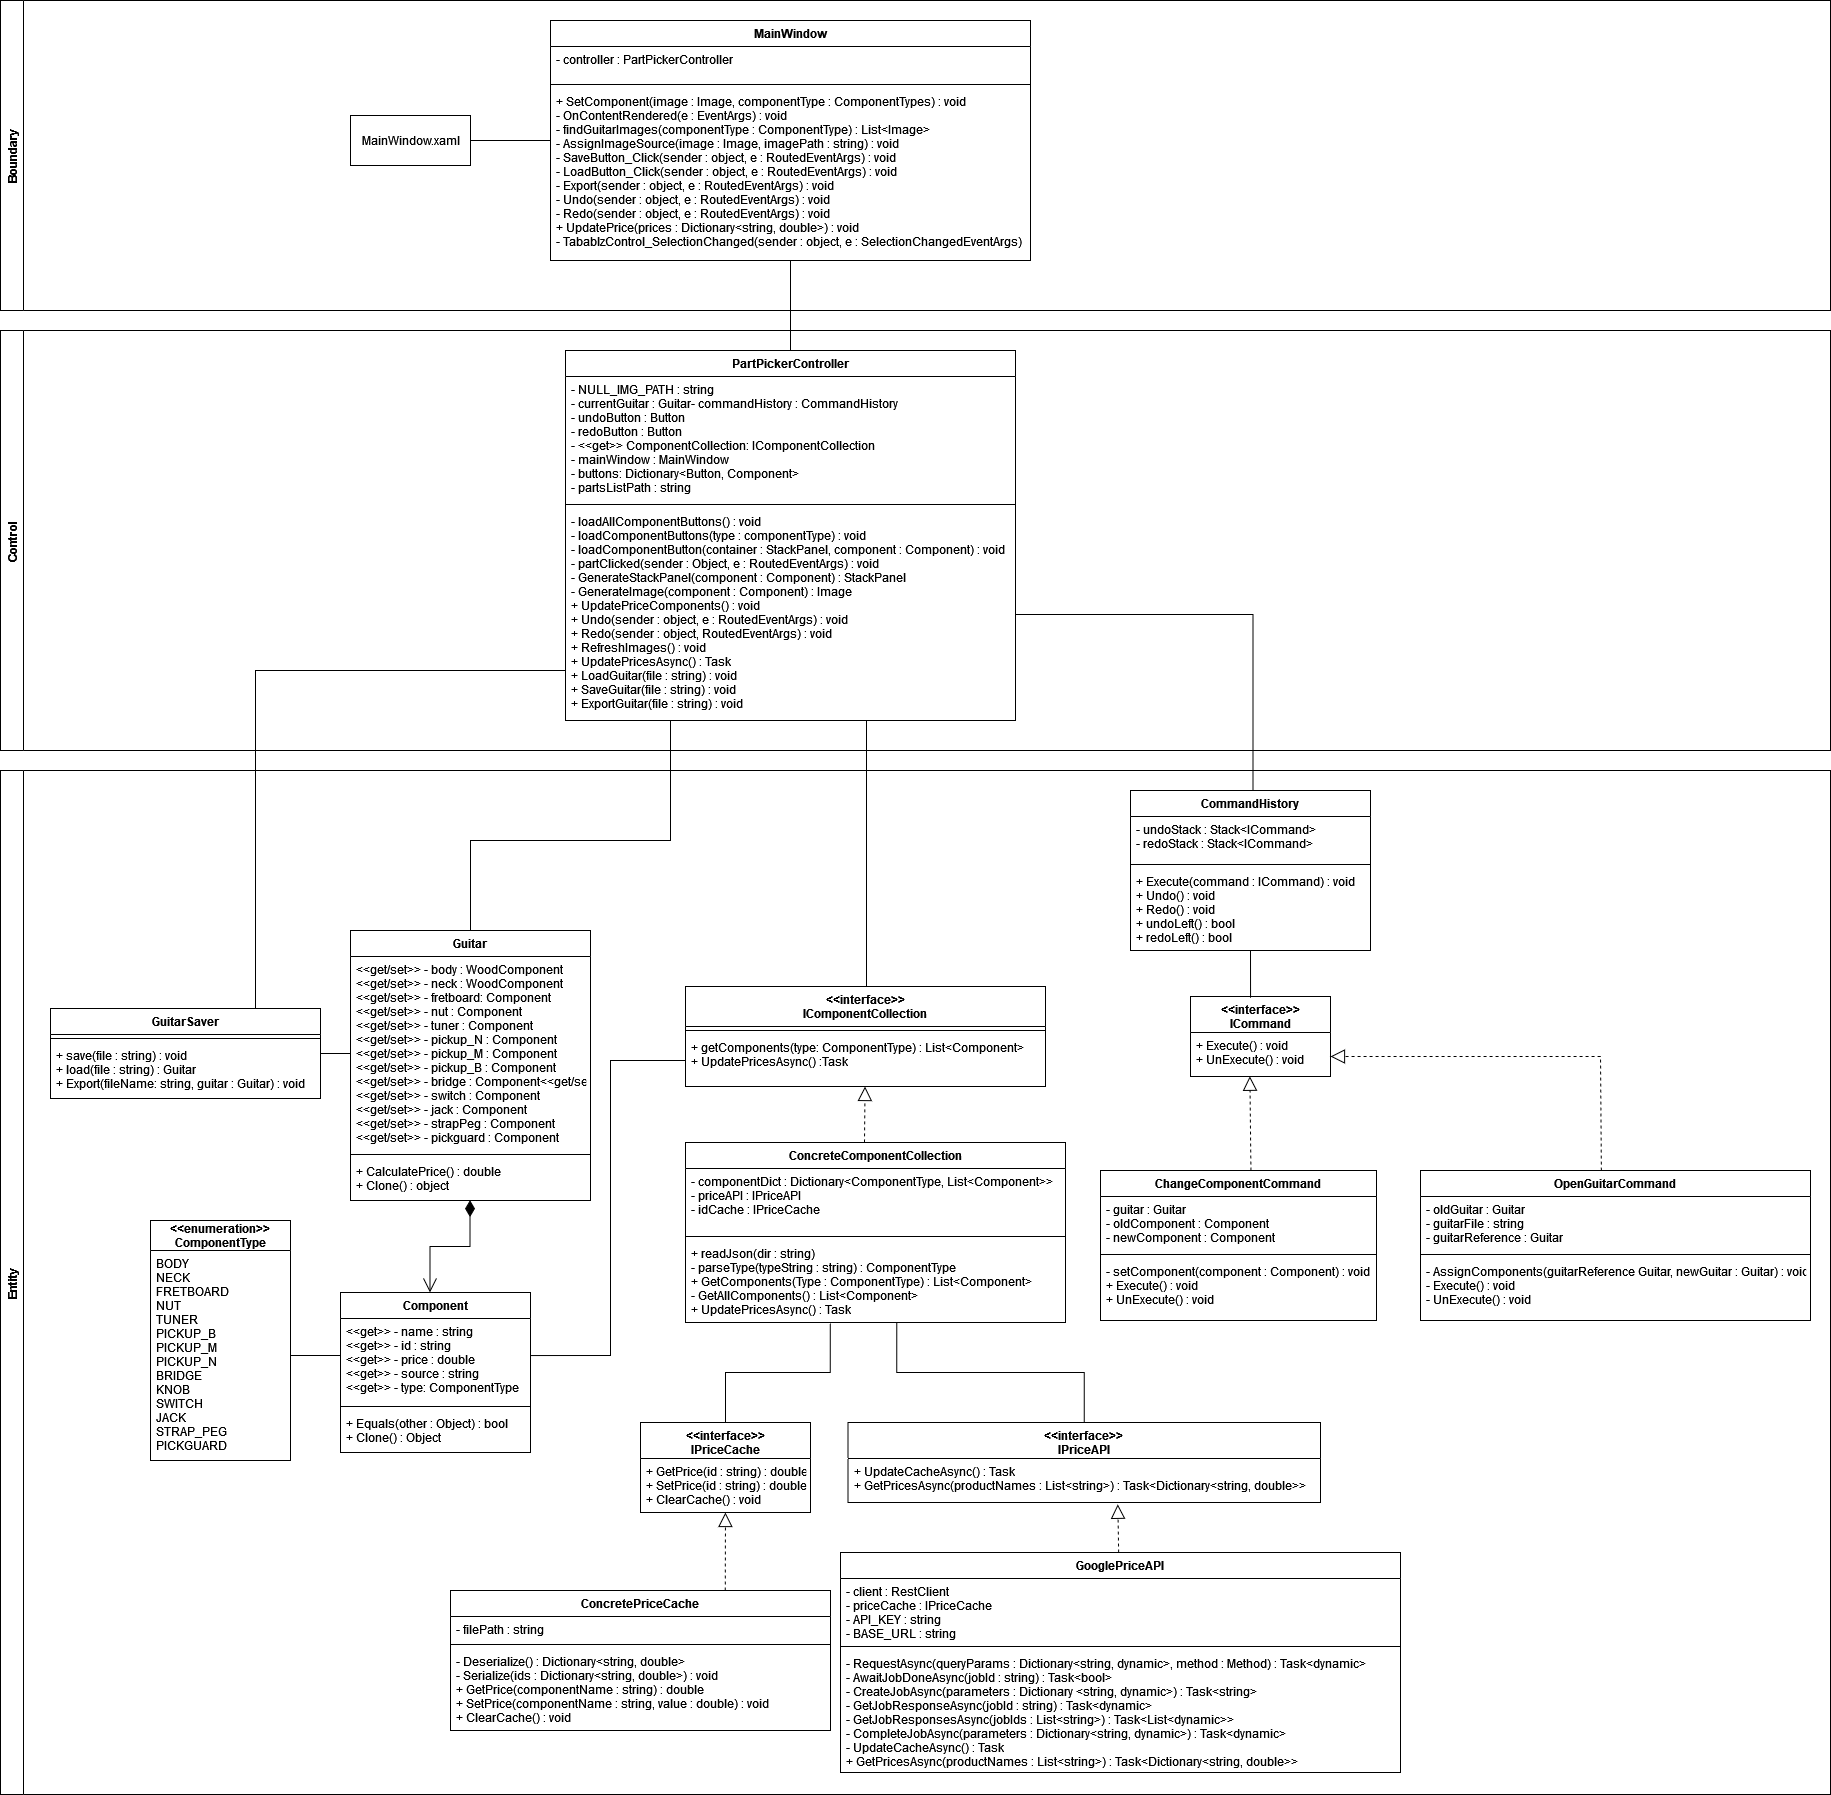 Boundary
MainWindow
- controller : PartPickerController
+ SetComponent(image : Image, componentType : ComponentTypes) : void
- OnContentRendered(e : EventArgs) : void
- findGuitarImages(componentType : ComponentType) : List<Image>
- AssignImageSource(image : Image, imagePath : string) : void
- SaveButton_Click(sender : object, e : RoutedEventArgs) : void
- LoadButton_Click(sender : object, e : RoutedEventArgs) : void
- Export(sender : object, e : RoutedEventArgs) : void
- Undo(sender : object, e : RoutedEventArgs) : void
- Redo(sender : object, e : RoutedEventArgs) : void
+ UpdatePrice(prices : Dictionary<string, double>) : void
- TabablzControl_SelectionChanged(sender : object, e : SelectionChangedEventArgs)
MainWindow.xaml
Control
PartPickerController
- NULL_IMG_PATH : string
- currentGuitar : Guitar- commandHistory : CommandHistory
- undoButton : Button
- redoButton : Button
- <<get>> ComponentCollection: IComponentCollection
- mainWindow : MainWindow
- buttons: Dictionary<Button, Component>
- partsListPath : string
- loadAllComponentButtons() : void
- loadComponentButtons(type : componentType) : void
- loadComponentButton(container : StackPanel, component : Component) : void
- partClicked(sender : Object, e : RoutedEventArgs) : void
- GenerateStackPanel(component : Component) : StackPanel
- GenerateImage(component : Component) : Image
+ UpdatePriceComponents() : void
+ Undo(sender : object, e : RoutedEventArgs) : void
+ Redo(sender : object, RoutedEventArgs) : void
+ RefreshImages() : void
+ UpdatePricesAsync() : Task
+ LoadGuitar(file : string) : void
+ SaveGuitar(file : string) : void
+ ExportGuitar(file : string) : void
Entity
CommandHistory
- undoStack : Stack<ICommand>
- redoStack : Stack<ICommand>
+ Execute(command : ICommand) : void
+ Undo() : void
+ Redo() : void
+ undoLeft() : bool
+ redoLeft() : bool
Guitar
<<get/set>> - body : WoodComponent
<<get/set>> - neck : WoodComponent
<<get/set>> - fretboard: Component
<<get/set>> - nut : Component
<<get/set>> - tuner : Component
<<get/set>> - pickup_N : Component
<<get/set>> - pickup_M : Component
<<get/set>> - pickup_B : Component
<<get/set>> - bridge : Component<<get/se
<<get/set>> - switch : Component
<<get/set>> - jack : Component
<<get/set>> - strapPeg : Component
<<get/set>> - pickguard : Component
+ CalculatePrice() : double
+ Clone() : object
GuitarSaver
+ save(file : string) : void
+ load(file : string) : Guitar
+ Export(fileName: string, guitar : Guitar) : void
<<interface>>
IComponentCollection
+ getComponents(type: ComponentType) : List<Component>
+ UpdatePricesAsync() :Task
<<interface>>
ICommand
+ Execute() : void
+ UnExecute() : void
ConcreteComponentCollection
- componentDict : Dictionary<ComponentType, List<Component>>
- priceAPI : IPriceAPI
- idCache : IPriceCache
+ readJson(dir : string)
- parseType(typeString : string) : ComponentType
+ GetComponents(Type : ComponentType) : List<Component>
- GetAllComponents() : List<Component>
+ UpdatePricesAsync() : Task
ChangeComponentCommand
- guitar : Guitar
- oldComponent : Component
- newComponent : Component
- setComponent(component : Component) : void
+ Execute() : void
+ UnExecute() : void
OpenGuitarCommand
- oldGuitar : Guitar
- guitarFile : string
- guitarReference : Guitar
- AssignComponents(guitarReference Guitar, newGuitar : Guitar) : voic
- Execute() : void
- UnExecute() : void
<<enumeration>>
ComponentType
BODY
NECK
FRETBOARD
NUT
TUNER
PICKUP_B
PICKUP_M
PICKUP_N
BRIDGE
KNOB
SWITCH
JACK
STRAP_PEG
PICKGUARD
Component
<<get>> - name : string
<<get>> - id : string
<<get>> - price : double
<<get>> - source : string
<<get>> - type: ComponentType
+ Equals(other : Object) : bool
+ Clone() : Object
<<interface>>
IPriceCache
+ GetPrice(id : string) : double
+ SetPrice(id : string) : double
+ ClearCache() : void
<<interface>>
IPriceAPI
+ UpdateCacheAsync() : Task
+ GetPricesAsync(productNames : List<string>) : Task<Dictionary<string, double>>
ConcretePriceCache
- filePath : string
- Deserialize() : Dictionary<string, double>
- Serialize(ids : Dictionary<string, double>) : void
+ GetPrice(componentName : string) : double
+ SetPrice(componentName : string, value : double) : void
+ ClearCache() : void
GooglePriceAPI
- client : RestClient
- priceCache : IPriceCache
- API_KEY : string
- BASE_URL : string
- RequestAsync(queryParams : Dictionary<string, dynamic>, method : Method) : Task<dynamic>
- AwaitJobDoneAsync(jobId : string) : Task<bool>
- CreateJobAsync(parameters : Dictionary <string, dynamic>) : Task<string>
- GetJobResponseAsync(jobId : string) : Task<dynamic>
- GetJobResponsesAsync(jobIds : List<string>) : Task<List<dynamic>>
- CompleteJobAsync(parameters : Dictionary<string, dynamic>) : Task<dynamic>
- UpdateCacheAsync() : Task
+ GetPricesAsync(productNames : List<string>) : Task<Dictionary<string, double>>